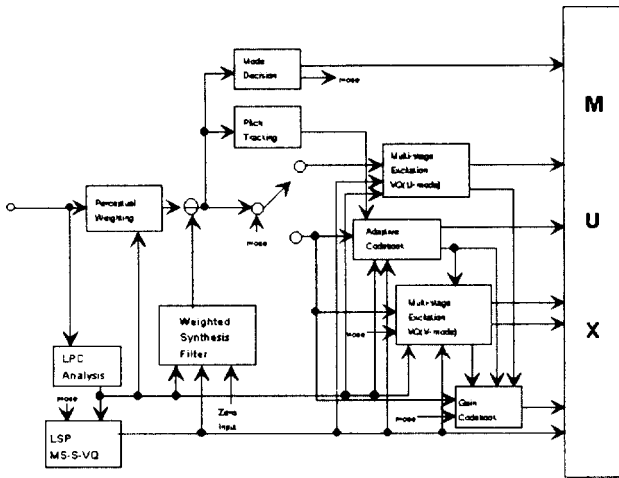 Mode
Decision
Mode
M
Pitch
Tracking
Multi-stage
Excitation
VQ(U-mode)
Perceptual
Weighting
Mode
Adaptive
Codebook
U
Weighted
Synthesis
Filter
Multi-stage
Excitation
VQ(V-mode)
Mode
X
LPC
Analysis
Mode
Zero
Input
Gain
Codebook
Mode
LSP
MS-S-VQ